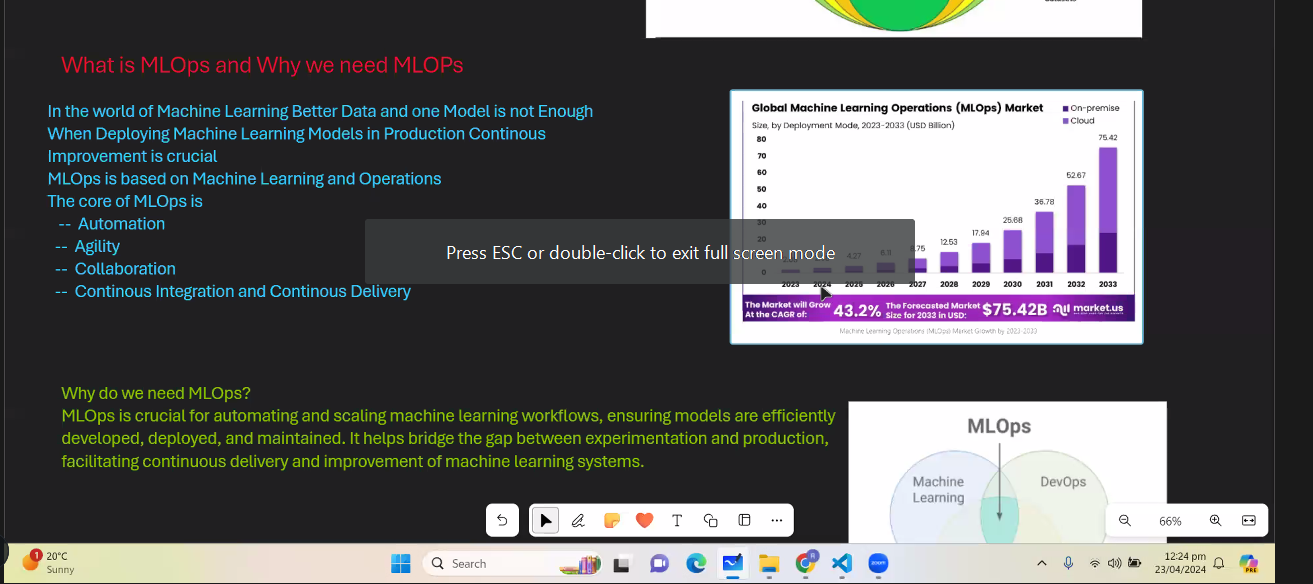 What is MLOps and Why we need MLOPs
In the world of Machine Learning Better Data and one Model is not Enough
When Deploying Machine Learning Models in Production Continous
Improvement is crucial
MLOps is based on Machine Learning and Operations
The core of MLOps is
-- Automation
-- Agility
-- Collaboration
-- Continous Integration and Continous Delivery
Global Machine Learning Operations (MLOps) Market
Size, by Deployment Mode, 2023-2033 (USD Billion)
On-premise
Cloud
80
70
60
50
40
30
20
0
4.27
6.11
8.75
12.53
17.94
25.68
36.78
52.67
75.42
2023 2024 2025 2026 2027 2028 2029 2030 2031 2032 2033
The Market will Grow
At the CAGR of:
43.2%
The Forecasted Market
Size for 2033 in USD:
$75.42B
market.us
Machine Learning Operations (MLOps) Market Growth by 2023-2033
Press ESC or double-click to exit full screen mode
Why do we need MLOps?
MLOps is crucial for automating and scaling machine learning workflows, ensuring models are efficiently
developed, deployed, and maintained. It helps bridge the gap between experimentation and production,
facilitating continuous delivery and improvement of machine learning systems.
MLOps
Machine
Learning
DevOps
T
66%
1
20°C
Sunny
Search
R
zoom
12:24 pm
23/04/2024
PRE